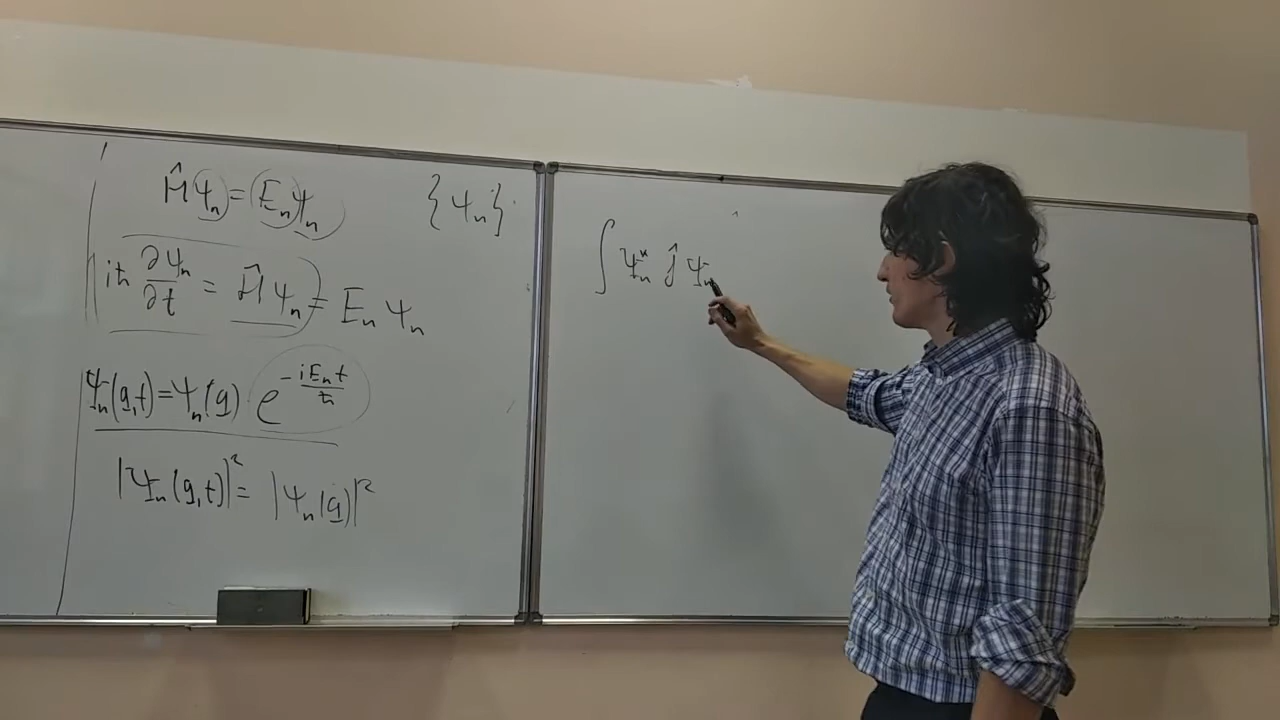 Ĥψₙ = Eₙψₙ {ψₙ}
iħ ∂Ψₙ/∂t = ĤΨₙ = EₙΨₙ
Ψₙ(q,t) = ψₙ(q) e^(-iEₙt/ħ)
|Ψₙ(q,t)|² = |ψₙ(q)|²
∫ Ψₙ* ĵ Ψₙ